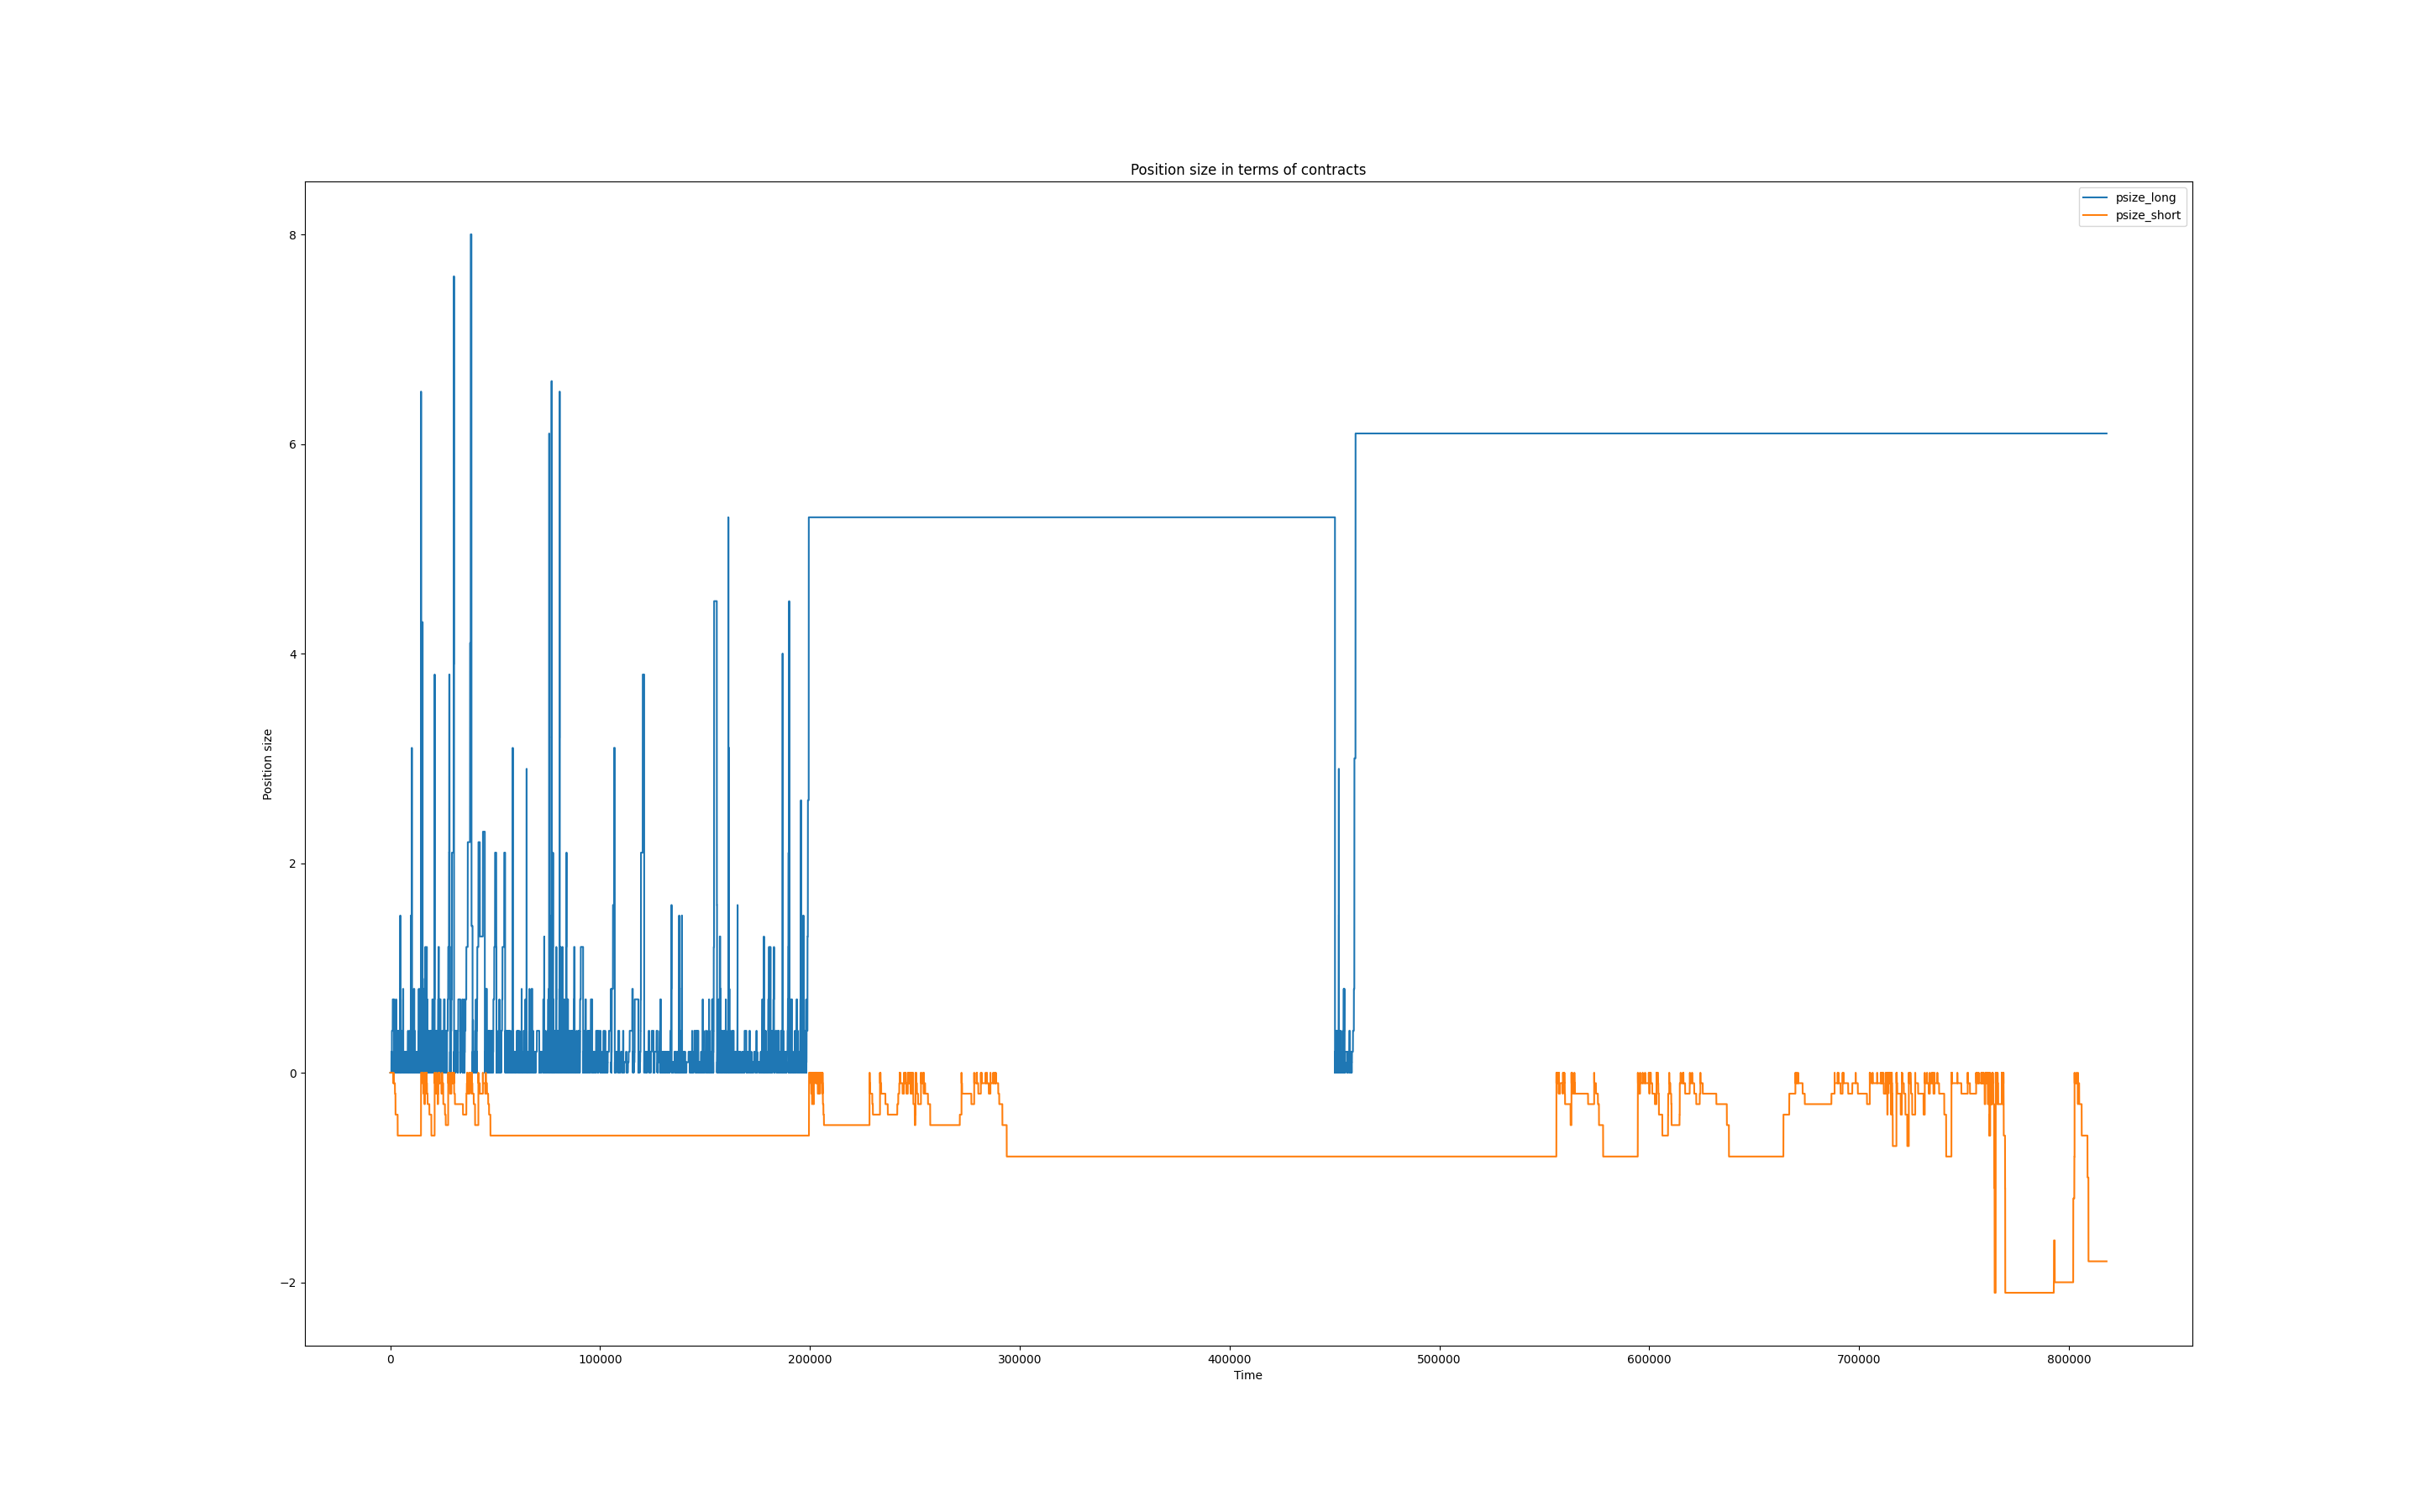 Position size in terms of contracts
psize_long
psize_short
8
6
4
2
0
−2
Position size
0 100000 200000 300000 400000 500000 600000 700000 800000
Time